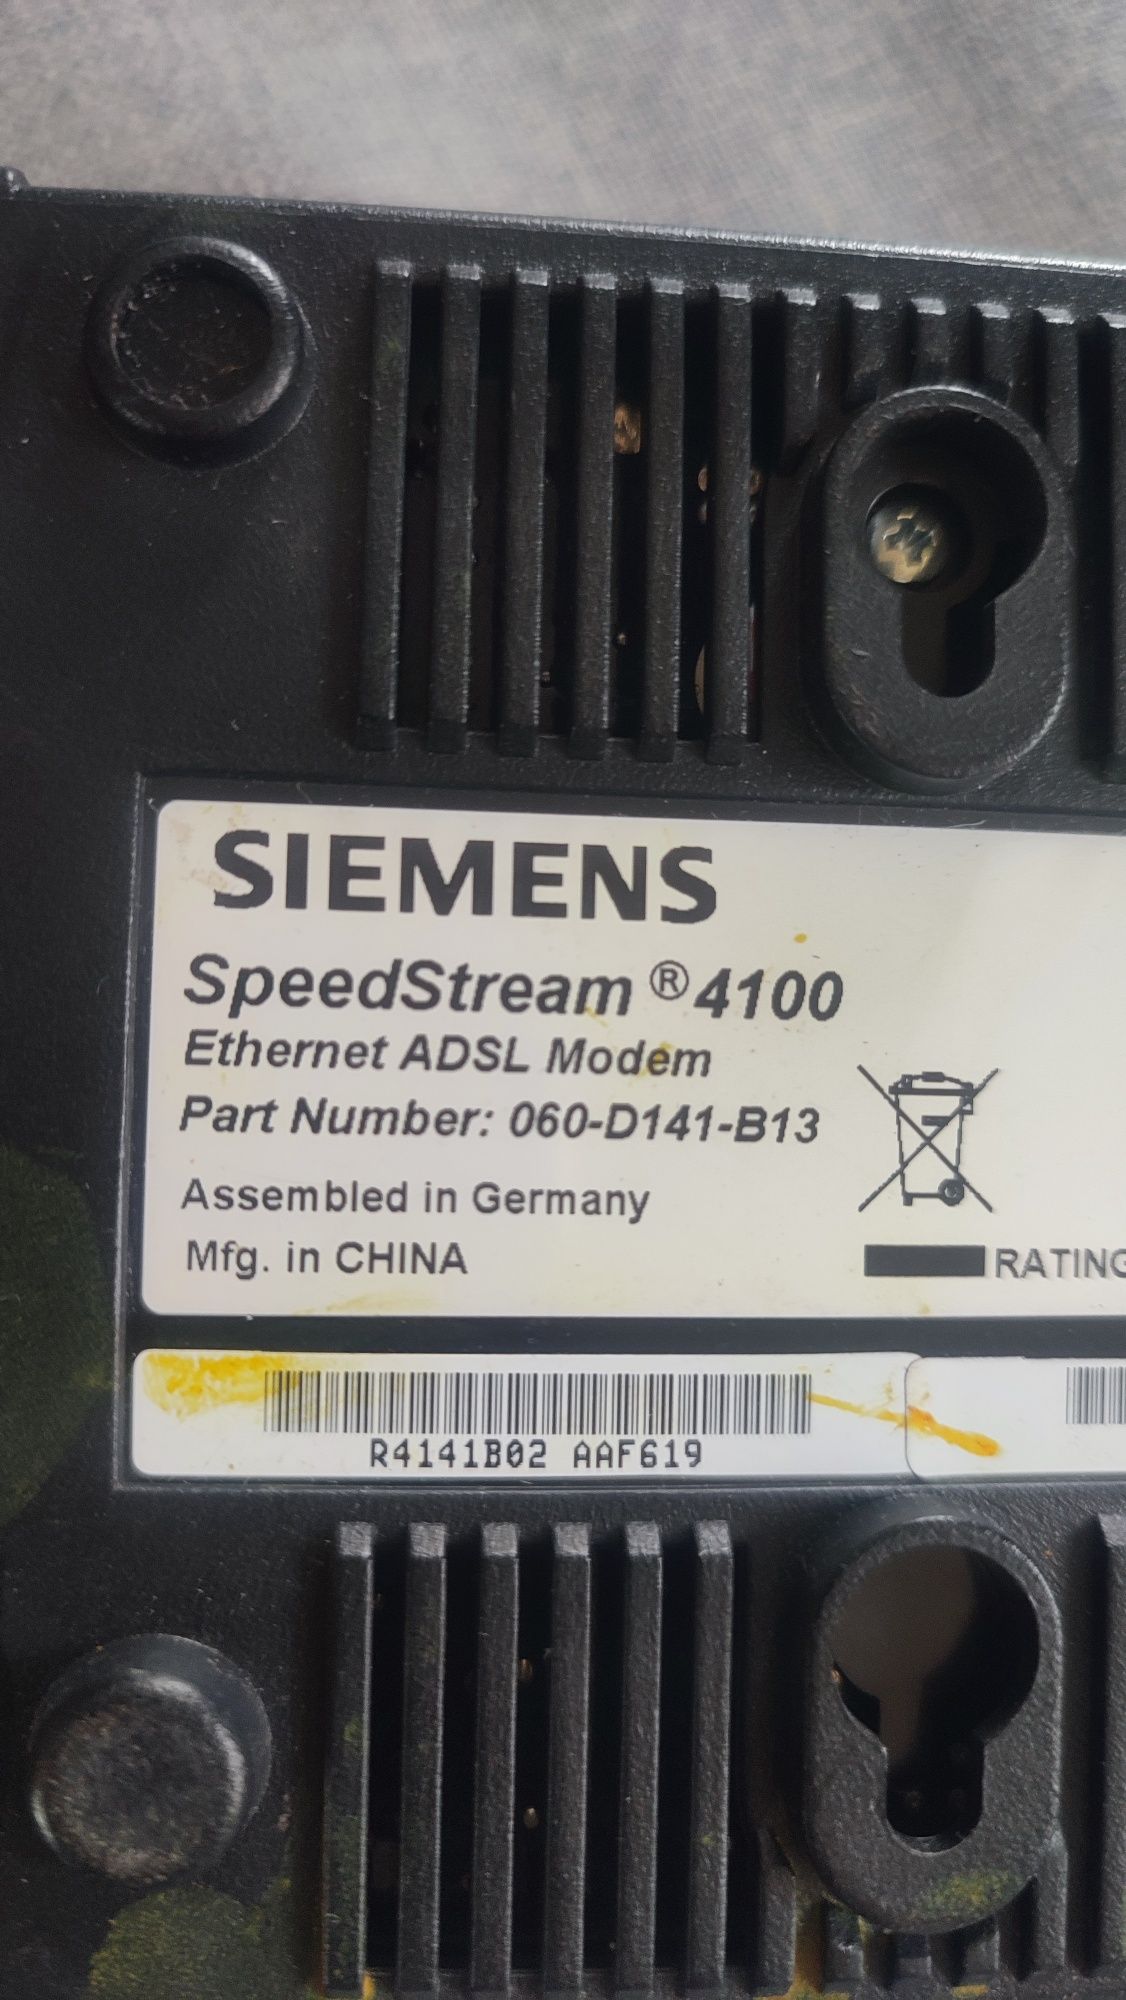 SIEMENS
SpeedStream ® 4100
Ethernet ADSL Modem
Part Number: 060-D141-B13
Assembled in Germany
Mfg. in CHINA
RATING
R4141B02 AAF619